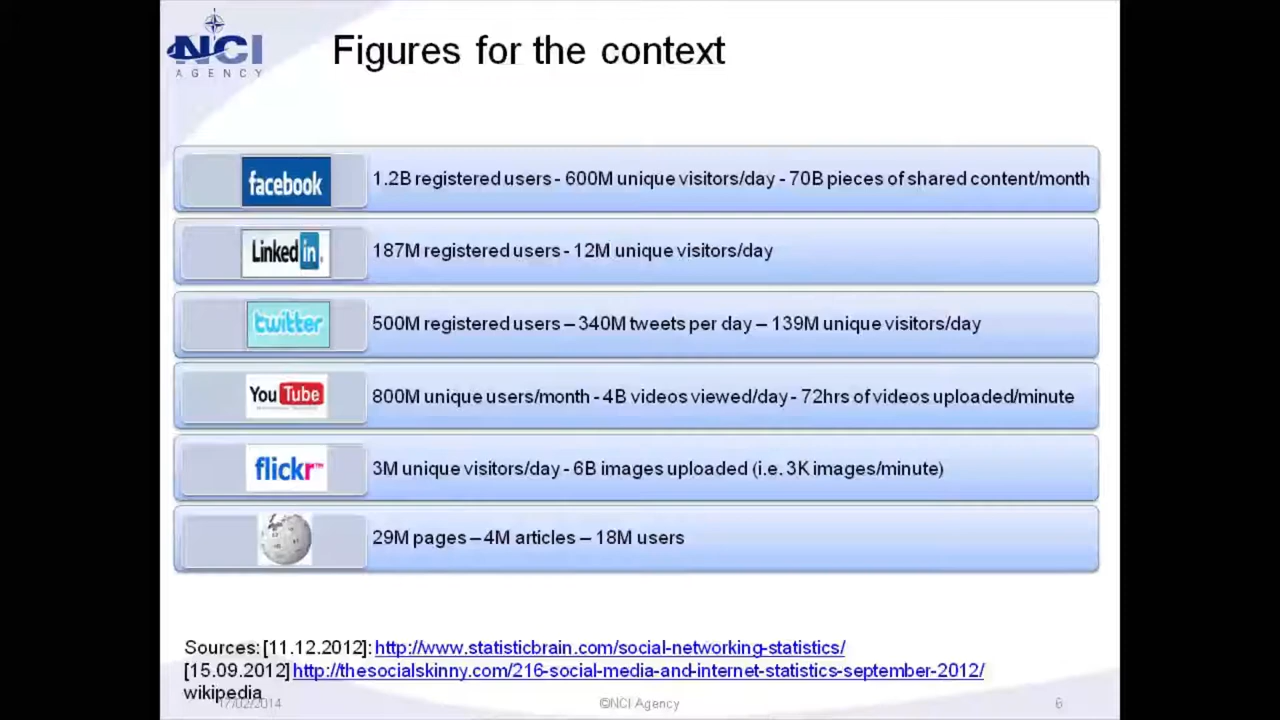 NCI
AGENCY
Figures for the context
facebook
1.2B registered users - 600M unique visitors/day - 70B pieces of shared content/month
Linked in
187M registered users - 12M unique visitors/day
twitter
500M registered users – 340M tweets per day – 139M unique visitors/day
You Tube
800M unique users/month - 4B videos viewed/day - 72hrs of videos uploaded/minute
flickr™
3M unique visitors/day - 6B images uploaded (i.e. 3K images/minute)
29M pages – 4M articles – 18M users
Sources: [11.12.2012]: http://www.statisticbrain.com/social-networking-statistics/
[15.09.2012] http://thesocialskinny.com/216-social-media-and-internet-statistics-september-2012/
wikipedia
17/02/2014 ©NCI Agency 6